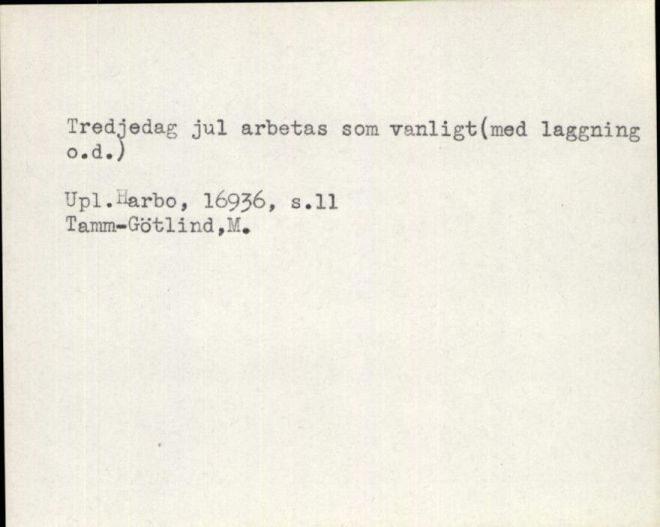 Tredjedag jul arbetas som vanligt(med laggning
o.d.)
Upl.Harbo, 16936, s.11
Tamm-Götlind,M.